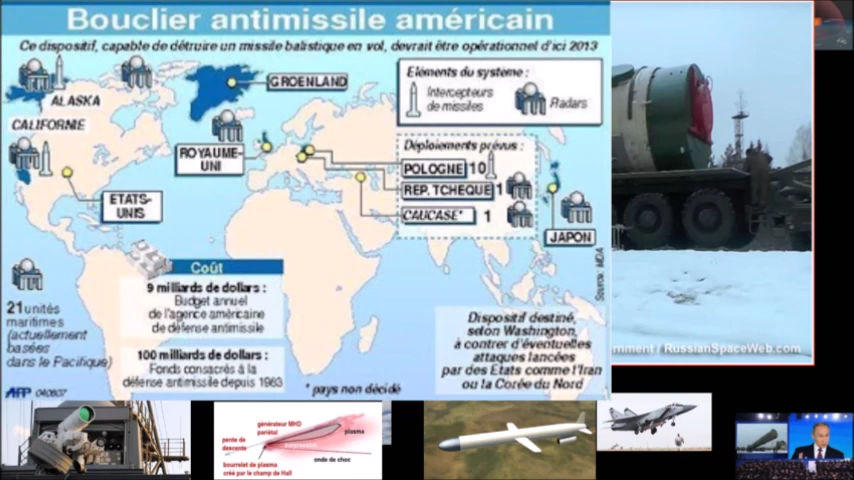 Bouclier antimissile américain
Ce dispositif, capable de détruire un missile balistique en vol, devrait être opérationnel d'ici 2013
ALASKA
CALIFORNIE
GROENLAND
ROYAUME-
UNI
ETATS-
UNIS
Eléments du système :
Intercepteurs
de missiles
Radars
Déploiements prévus :
POLOGNE 10
REP. TCHEQUE 1
CAUCASE* 1
JAPON
Source : MDA
21 unités
maritimes
(actuellement
basées
dans le Pacifique)
Coût
9 milliards de dollars :
Budget annuel
de l'agence américaine
de défense antimissile
100 milliards de dollars :
Fonds consacrés à la
défense antimissile depuis 1983
* pays non décidé
Dispositif destiné,
selon Washington,
à contrer d'éventuelles
attaques lancées
par des Etats comme l'Iran
ou la Corée du Nord
AFP 040607
/ RussianSpaceWeb.com
générateur MHD
pariétal
plasma
pente de
descente
onde de choc
bourrelet de plasma
créé par le champ de Hall